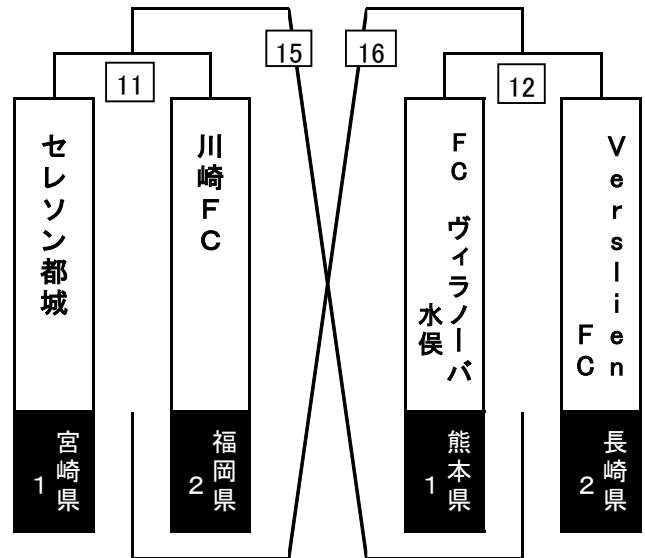 15
16
11
12
セレソン都城
川崎FC
FC ヴィラノーバ
水俣
Verslien
FC
宮崎県
1
福岡県
2
熊本県
1
長崎県
2